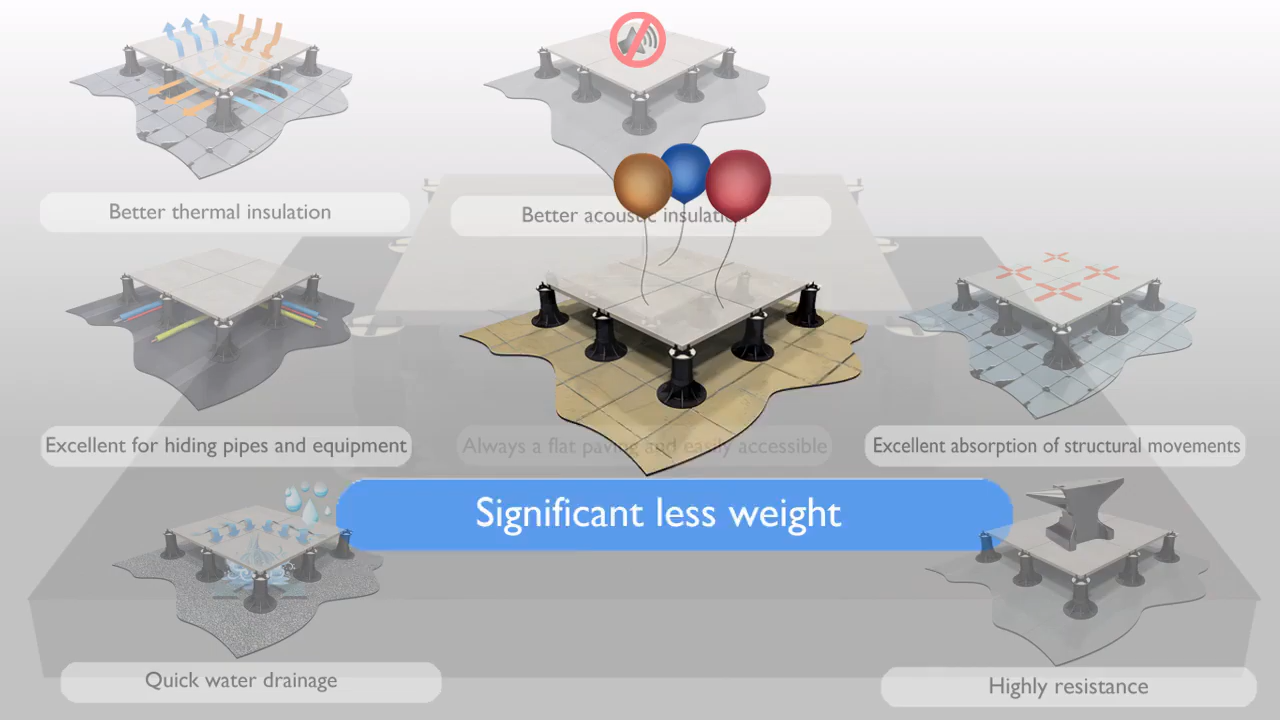 Better thermal insulation
Better acoustic insulation
Excellent for hiding pipes and equipment
Always a flat paving and easily accessible
Excellent absorption of structural movements
Significant less weight
Quick water drainage
Highly resistance